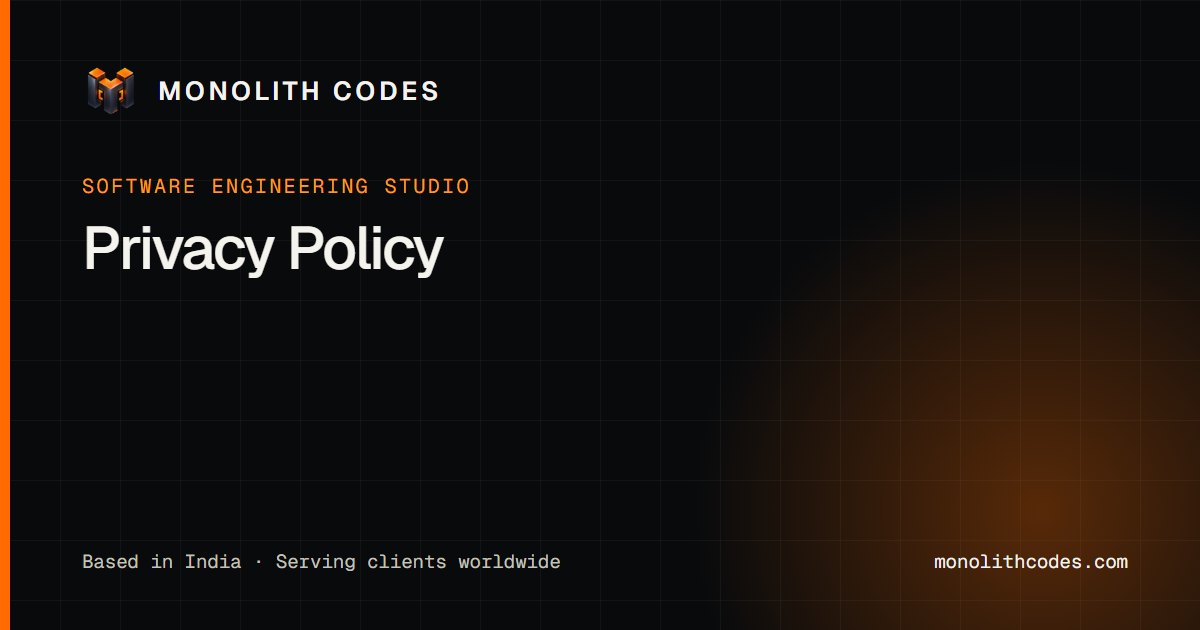 MONOLITH CODES
SOFTWARE ENGINEERING STUDIO
Privacy Policy
Based in India · Serving clients worldwide
monolithcodes.com